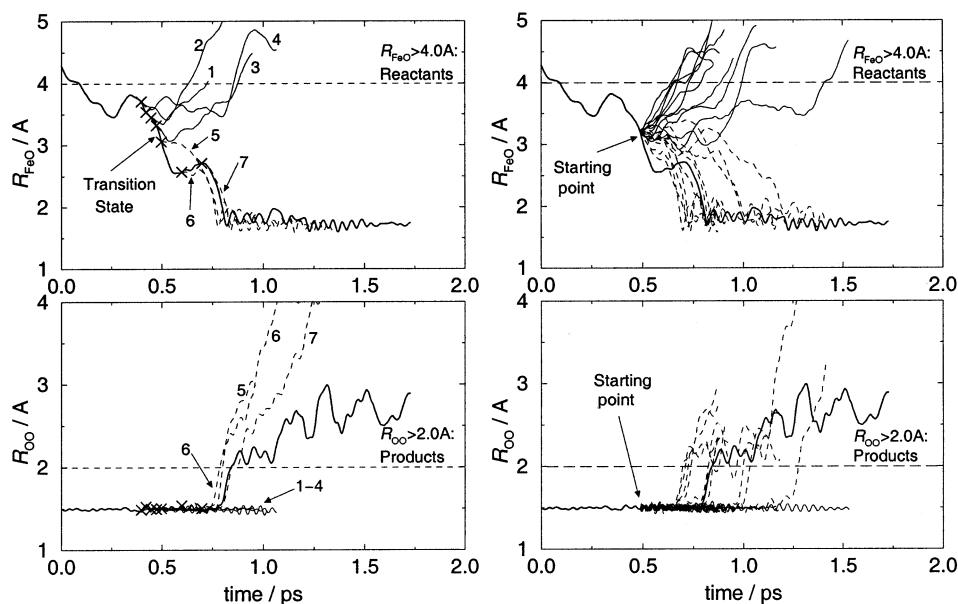 5
4
3
2
1
R_FeO / A
2
4
1
3
5
7
6
R_FeO>4.0A:
Reactants
Transition
State
0.0 0.5 1.0 1.5 2.0
5
4
3
2
1
R_FeO / A
R_FeO>4.0A:
Reactants
Starting
point
0.0 0.5 1.0 1.5 2.0
4
3
2
1
R_OO / A
6
7
5
6
R_OO>2.0A:
Products
1-4
0.0 0.5 1.0 1.5 2.0
time / ps
4
3
2
1
R_OO / A
Starting
point
R_OO>2.0A:
Products
0.0 0.5 1.0 1.5 2.0
time / ps